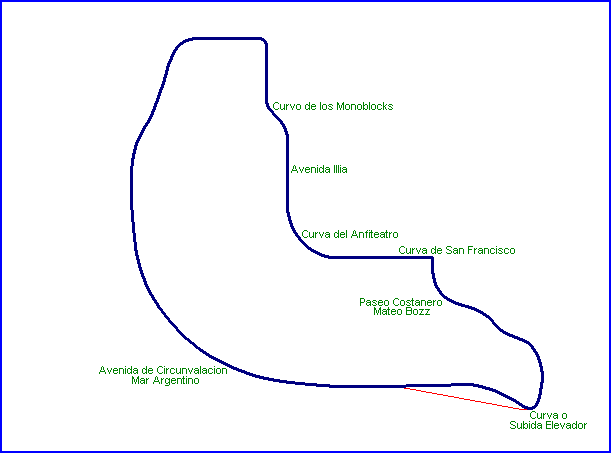 Curvo de los Monoblocks
Avenida Illia
Curva del Anfiteatro
Curva de San Francisco
Paseo Costanero
Mateo Bozz
Avenida de Circunvalacion
Mar Argentino
Curva o
Subida Elevador